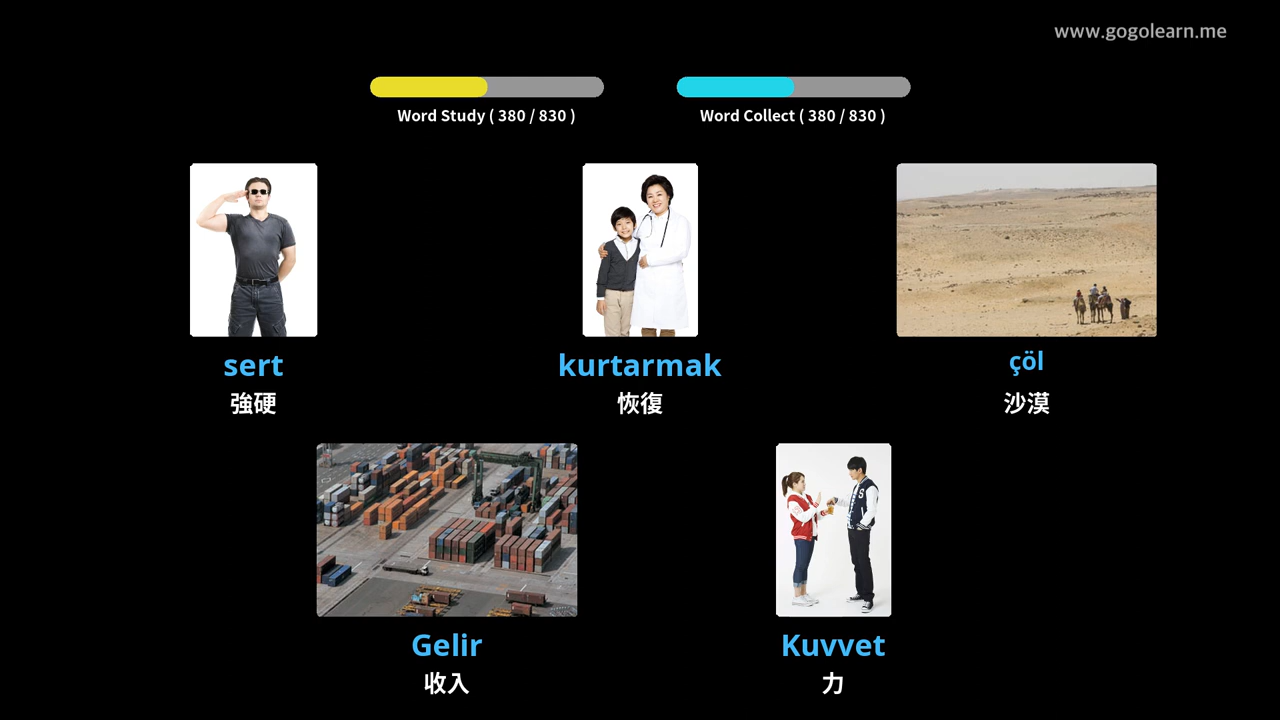 www.gogolearn.me
Word Study ( 380 / 830 )
Word Collect ( 380 / 830 )
sert
強硬
kurtarmak
恢復
çöl
沙漠
Gelir
收入
Kuvvet
力